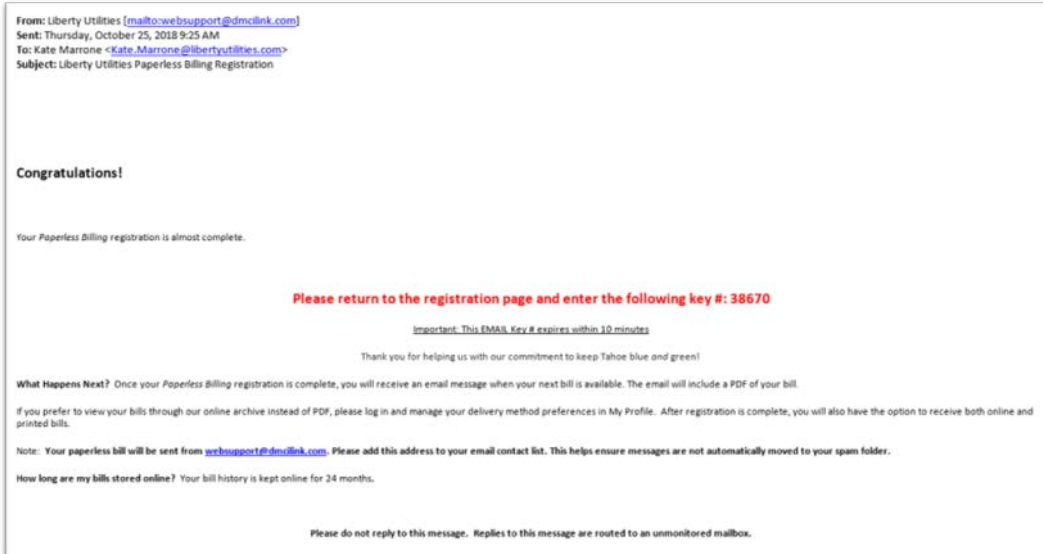 From: Liberty Utilities [mailto:websupport@dmcilink.com]
Sent: Thursday, October 25, 2018 9:25 AM
To: Kate Marrone <Kate.Marrone@libertyutilities.com>
Subject: Liberty Utilities Paperless Billing Registration
Congratulations!
Your Paperless Billing registration is almost complete.
Please return to the registration page and enter the following key #: 38670
Important: This EMAIL Key # expires within 10 minutes
Thank you for helping us with our commitment to keep Tahoe blue and green!
What Happens Next? Once your Paperless Billing registration is complete, you will receive an email message when your next bill is available. The email will include a PDF of your bill.
If you prefer to view your bills through our online archive instead of PDF, please log in and manage your delivery method preferences in My Profile. After registration is complete, you will also have the option to receive both online and
printed bills.
Note: Your paperless bill will be sent from websupport@dmcilink.com. Please add this address to your email contact list. This helps ensure messages are not automatically moved to your spam folder.
How long are my bills stored online? Your bill history is kept online for 24 months.
Please do not reply to this message. Replies to this message are routed to an unmonitored mailbox.